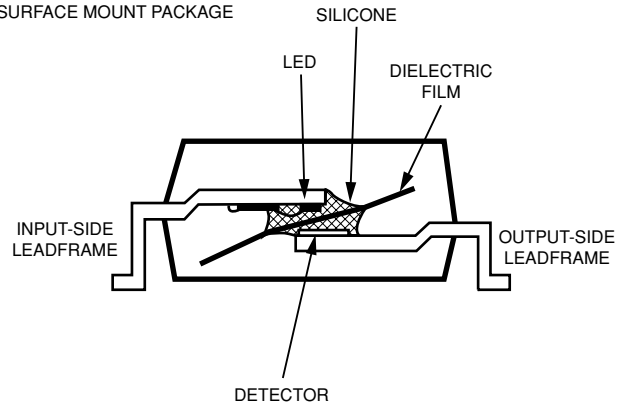 SURFACE MOUNT PACKAGE
SILICONE
LED
DIELECTRIC
FILM
INPUT-SIDE
LEADFRAME
OUTPUT-SIDE
LEADFRAME
DETECTOR